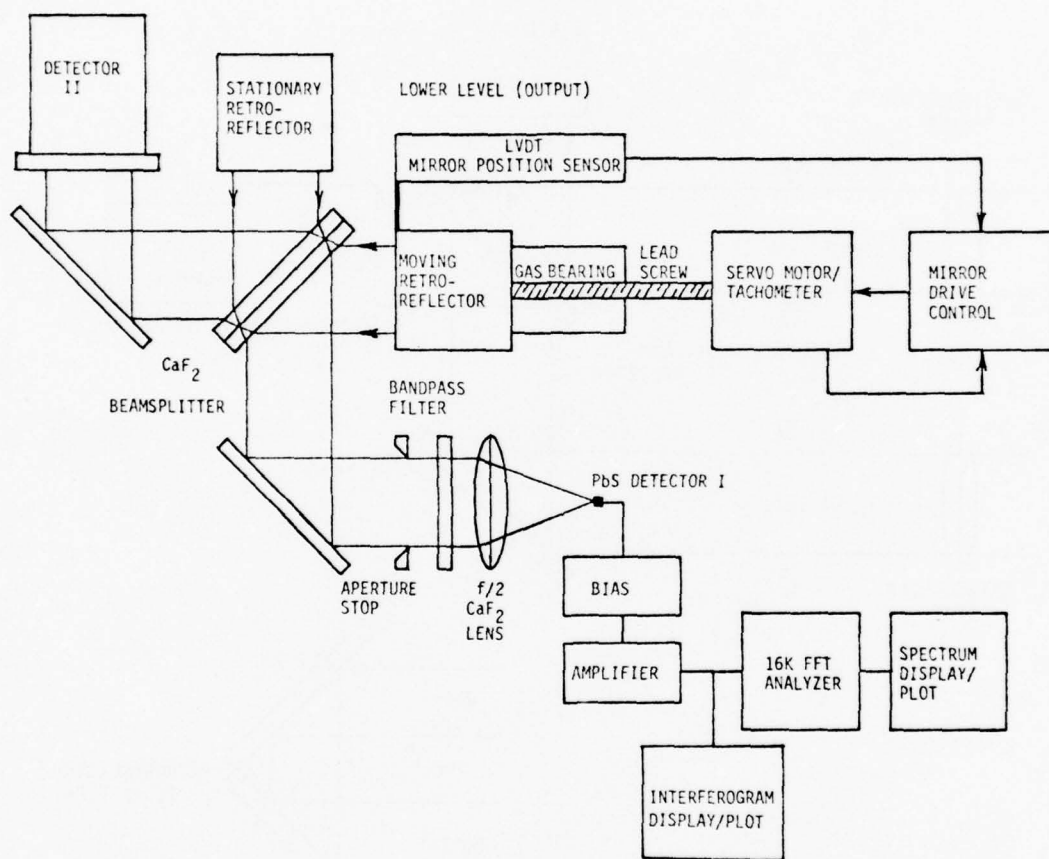 DETECTOR
II
STATIONARY
RETRO-
REFLECTOR
LOWER LEVEL (OUTPUT)
LVDT
MIRROR POSITION SENSOR
MOVING
RETRO-
REFLECTOR
GAS BEARING
LEAD
SCREW
SERVO MOTOR/
TACHOMETER
MIRROR
DRIVE
CONTROL
CaF2
BEAMSPLITTER
BANDPASS
FILTER
PbS DETECTOR I
APERTURE
STOP
f/2
CaF2
LENS
BIAS
AMPLIFIER
16K FFT
ANALYZER
SPECTRUM
DISPLAY/
PLOT
INTERFEROGRAM
DISPLAY/PLOT